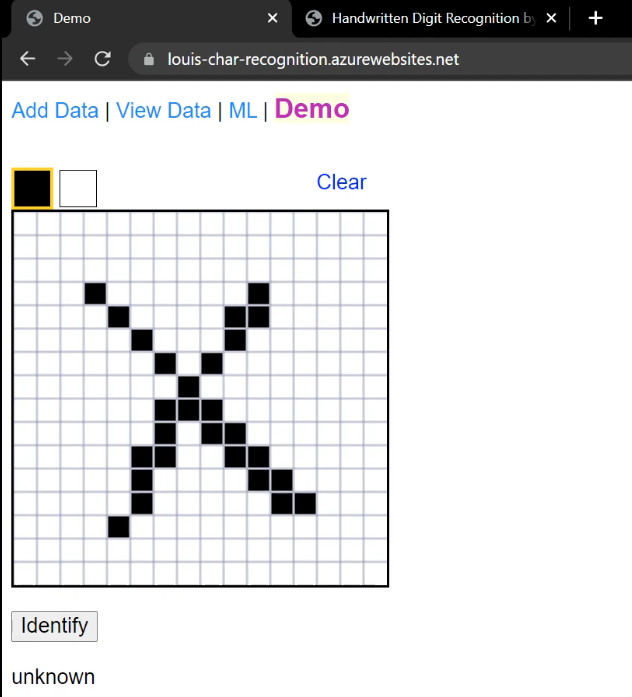 Demo
Handwritten Digit Recognition by
louis-char-recognition.azurewebsites.net
Add Data | View Data | ML | Demo
Clear
X
Identify
unknown